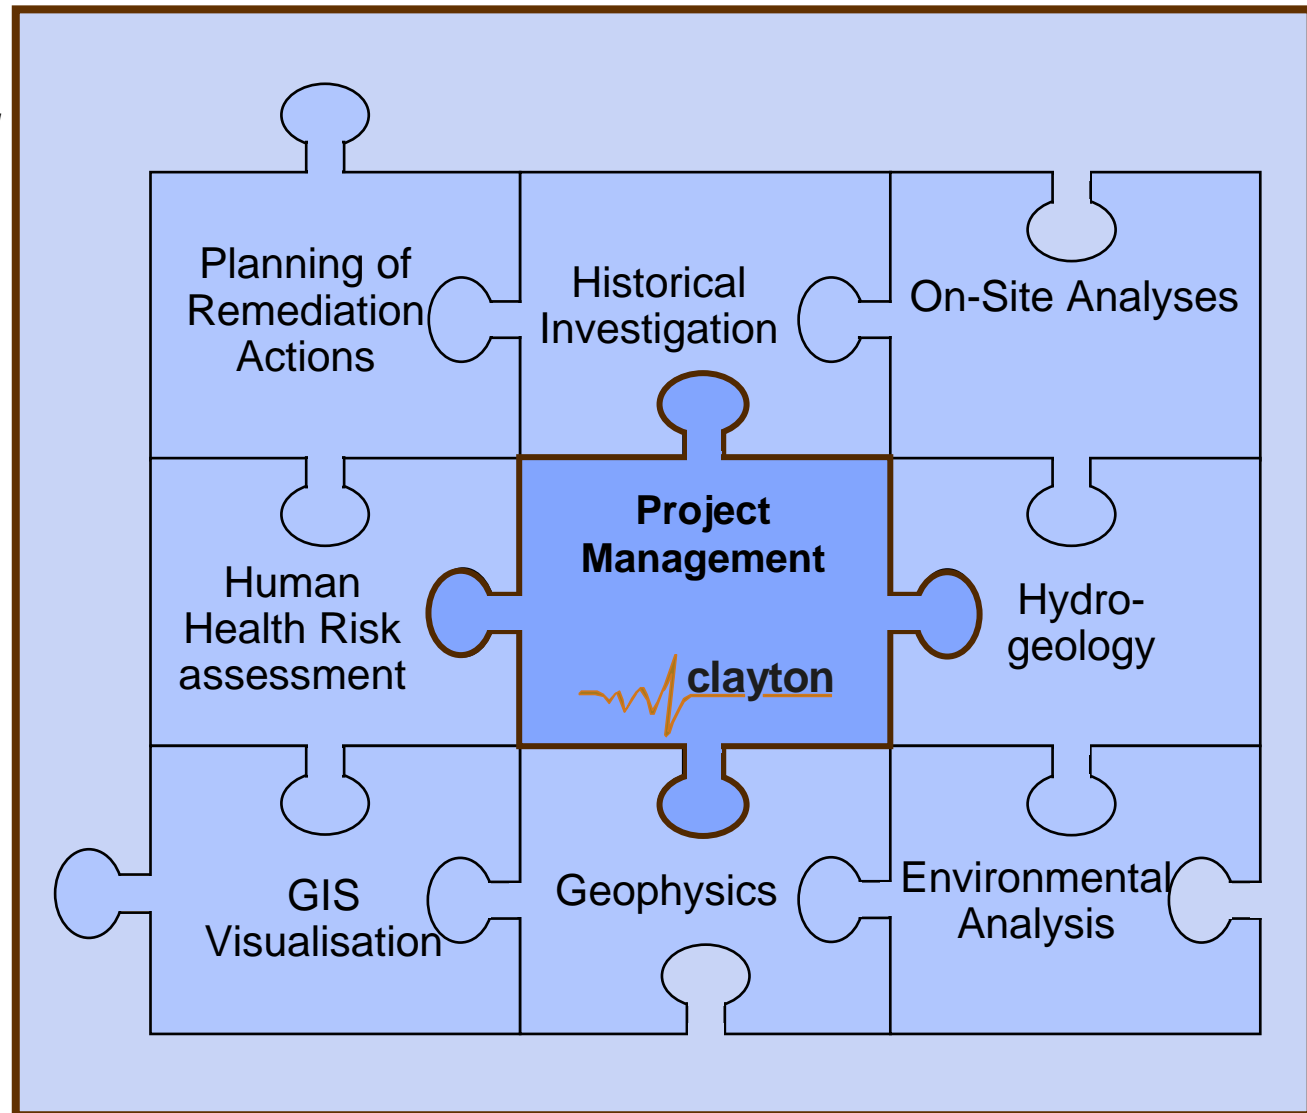 Planning of
Remediation
Actions
Historical
Investigation
On-Site Analyses
Human
Health Risk
assessment
Project
Management
clayton
Hydro-
geology
GIS
Visualisation
Geophysics
Environmental
Analysis